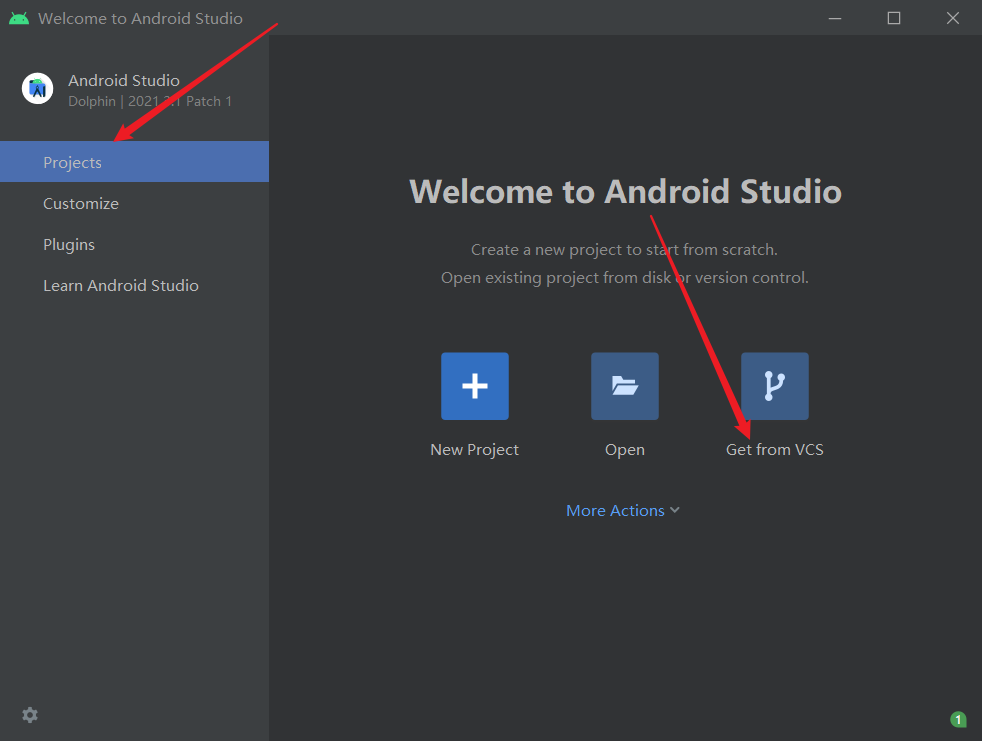 Welcome to Android Studio
Android Studio
Dolphin | 2021.3.1 Patch 1
Projects
Customize
Plugins
Learn Android Studio
Welcome to Android Studio
Create a new project to start from scratch.
Open existing project from disk or version control.
New Project
Open
Get from VCS
More Actions
1